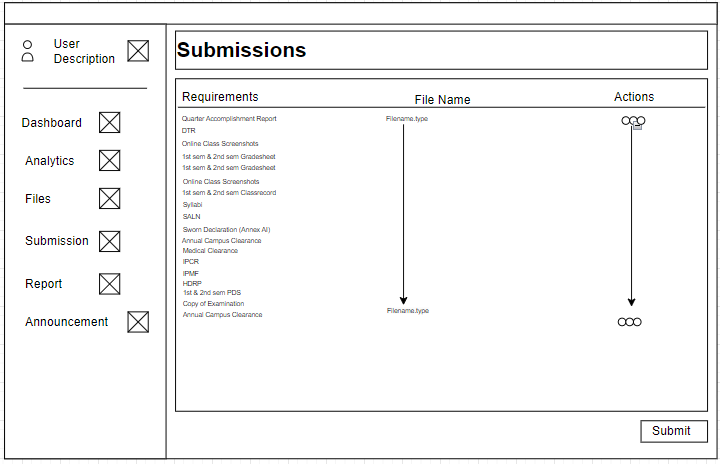 User
Description
Dashboard
Analytics
Files
Submission
Report
Announcement
Submissions
Requirements
File Name
Actions
Quarter Accomplishment Report
Filename.type
DTR
Online Class Screenshots
1st sem & 2nd sem Gradesheet
1st sem & 2nd sem Gradesheet
Online Class Screenshots
1st sem & 2nd sem Classrecord
Syllabi
SALN
Sworn Declaration (Annex AI)
Annual Campus Clearance
Medical Clearance
IPCR
IPMF
HDRP
1st & 2nd sem PDS
Copy of Examination
Filename.type
Annual Campus Clearance
Submit